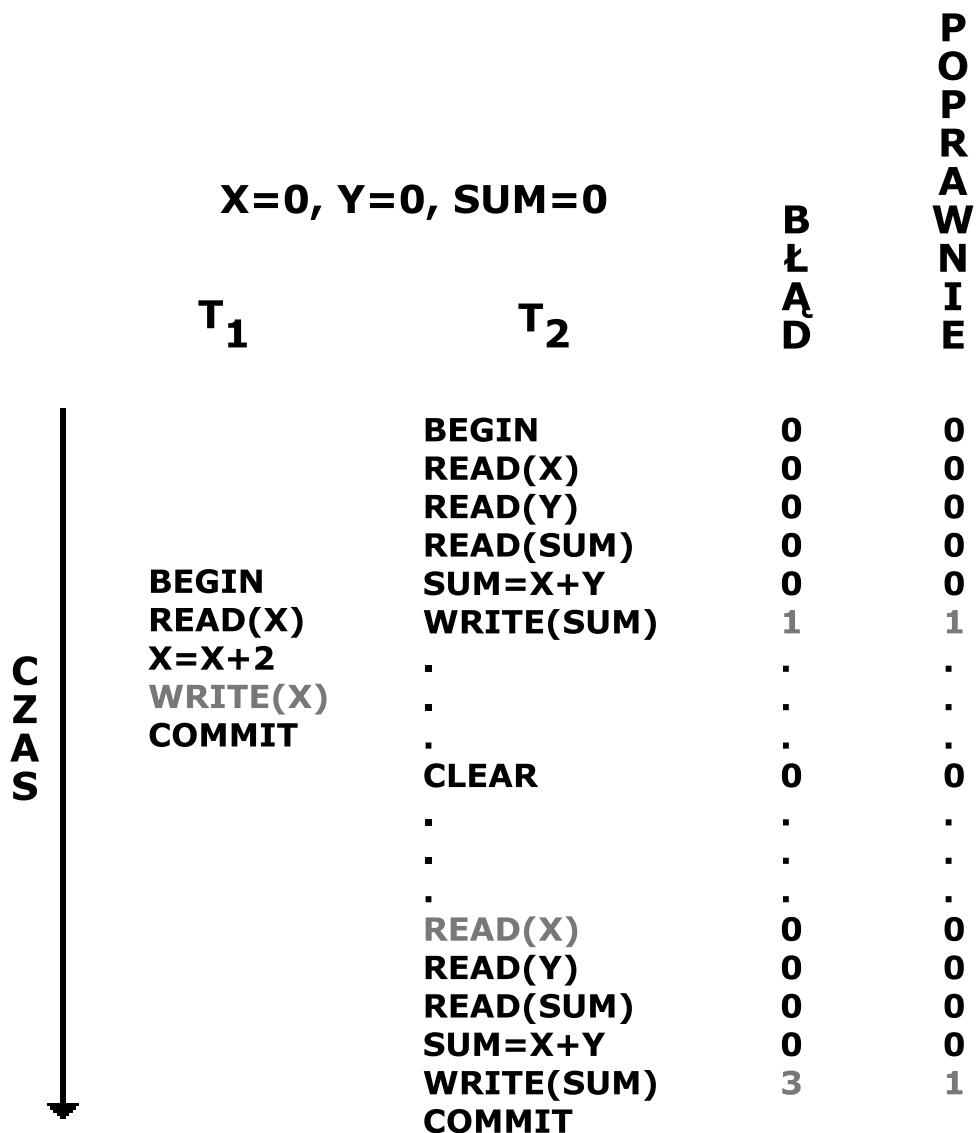 POPRAWNIE
X=0, Y=0, SUM=0
BŁĄD
T1 T2
BEGIN 0 0
READ(X) 0 0
READ(Y) 0 0
READ(SUM) 0 0
BEGIN SUM=X+Y 0 0
READ(X) WRITE(SUM) 1 1
X=X+2 . . .
WRITE(X) . . .
COMMIT . . .
CZAS
CLEAR 0 0
. . .
. . .
. . .
READ(X) 0 0
READ(Y) 0 0
READ(SUM) 0 0
SUM=X+Y 0 0
WRITE(SUM) 3 1
COMMIT